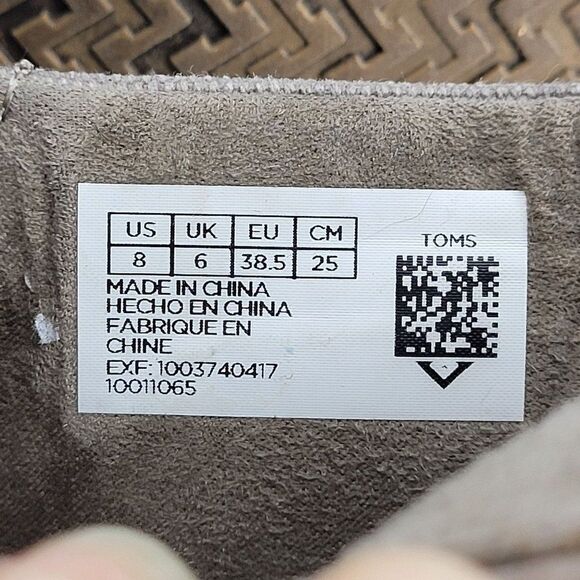 US UK EU CM
8 6 38.5 25
MADE IN CHINA
HECHO EN CHINA
FABRIQUE EN
CHINE
EXF: 1003740417
10011065
TOMS